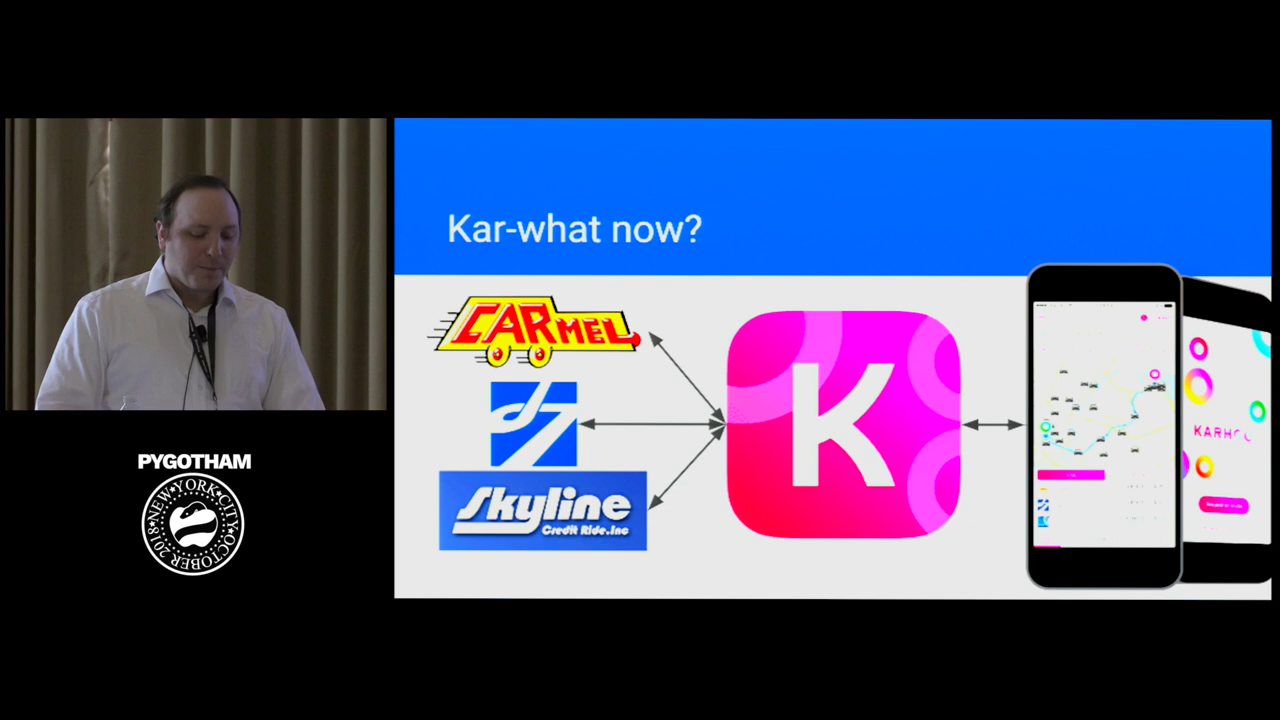 Kar-what now?
CARMEL
K
Skyline
Credit Ride.Inc
KARHOO
PYGOTHAM
NEW·YORK·CITY·OCTOBER 2018